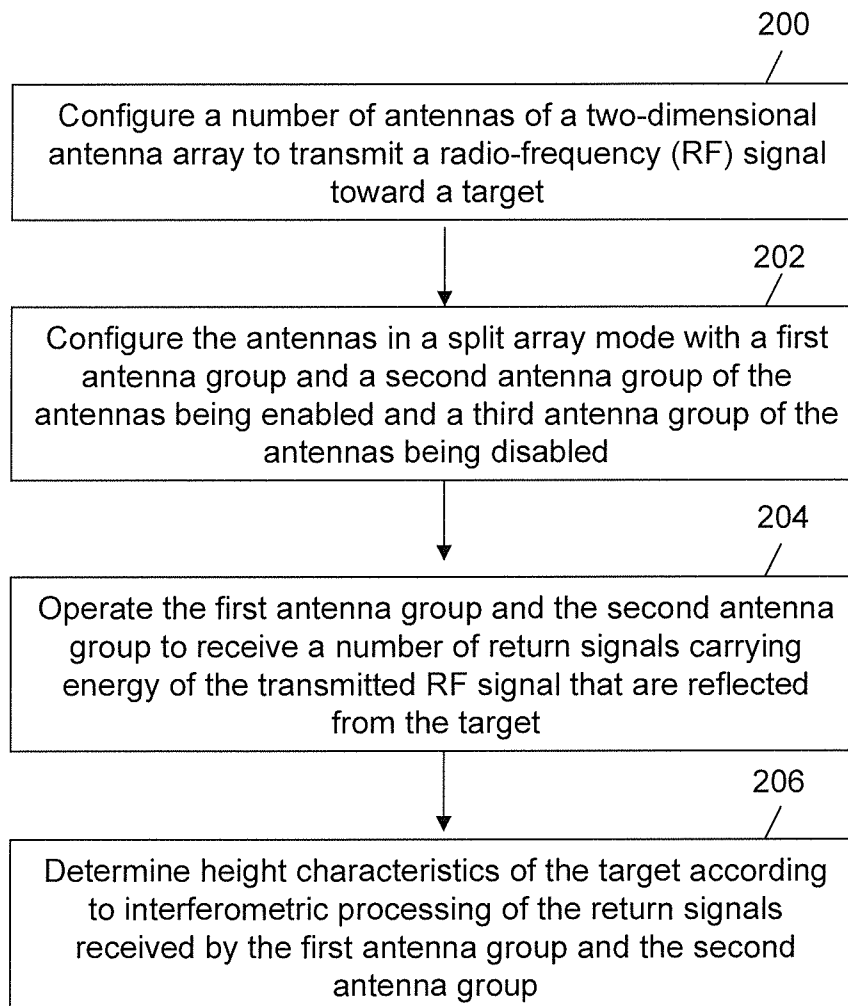 200
Configure a number of antennas of a two-dimensional
antenna array to transmit a radio-frequency (RF) signal
toward a target
202
Configure the antennas in a split array mode with a first
antenna group and a second antenna group of the
antennas being enabled and a third antenna group of the
antennas being disabled
204
Operate the first antenna group and the second antenna
group to receive a number of return signals carrying
energy of the transmitted RF signal that are reflected
from the target
206
Determine height characteristics of the target according
to interferometric processing of the return signals
received by the first antenna group and the second
antenna group